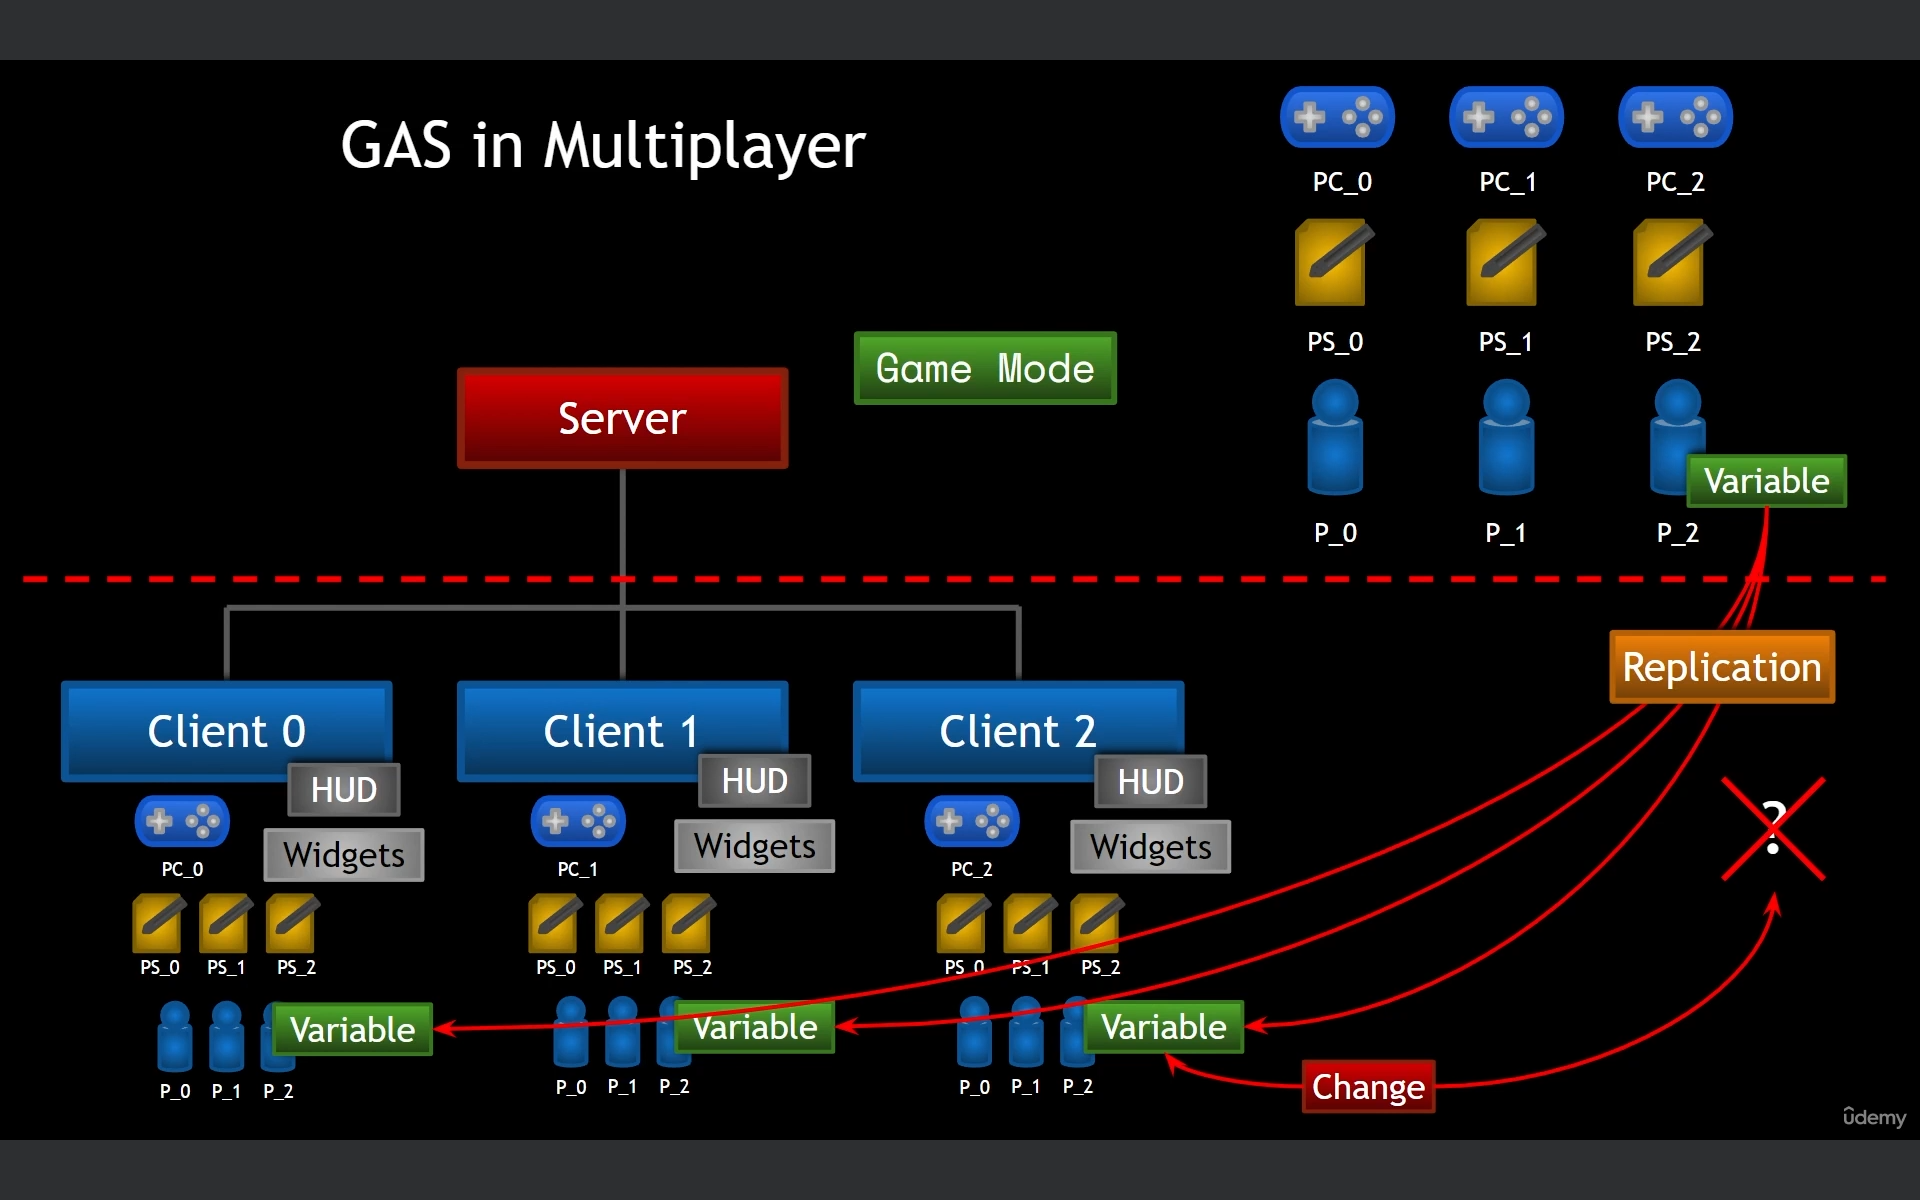 GAS in Multiplayer
PC_0
PC_1
PC_2
PS_0
PS_1
PS_2
Game Mode
Server
Variable
P_0
P_1
P_2
Replication
Client 0
Client 1
Client 2
HUD
HUD
HUD
?
Widgets
Widgets
Widgets
PC_0
PC_1
PC_2
PS_0
PS_1
PS_2
PS_0
PS_1
PS_2
PS_0
PS_1
PS_2
Variable
Variable
Variable
P_0
P_1
P_2
P_0
P_1
P_2
P_0
P_1
P_2
Change
ûdemy